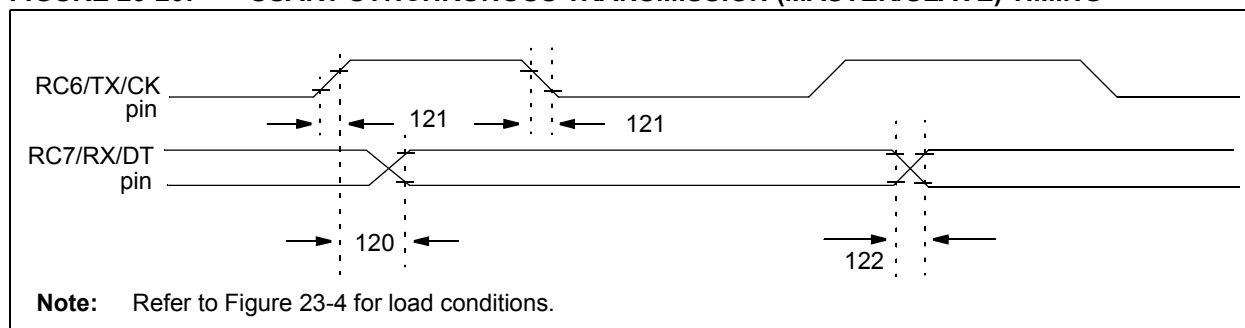 RC6/TX/CK
pin
121
121
RC7/RX/DT
pin
120
122
Note: Refer to Figure 23-4 for load conditions.